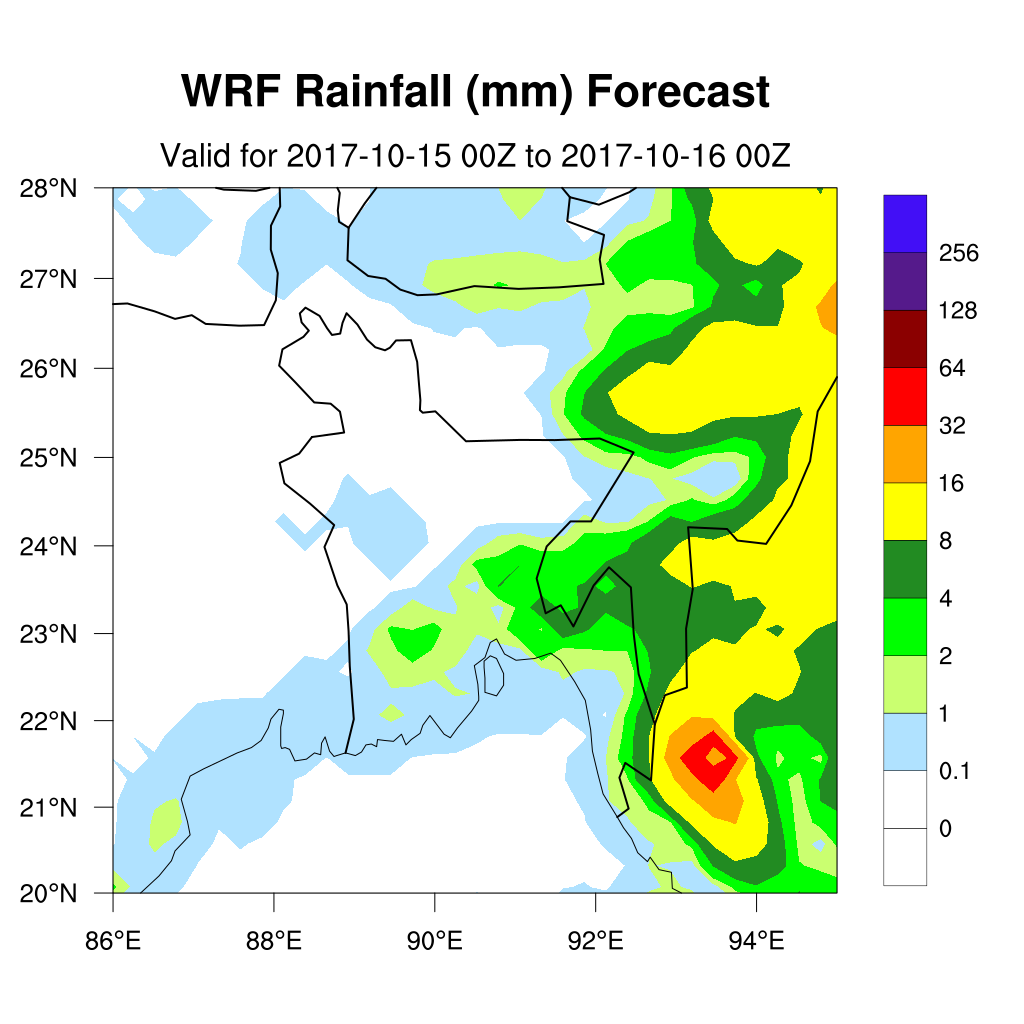 WRF Rainfall (mm) Forecast
Valid for 2017-10-15 00Z to 2017-10-16 00Z
28°N
27°N
26°N
25°N
24°N
23°N
22°N
21°N
20°N
86°E 88°E 90°E 92°E 94°E
256
128
64
32
16
8
4
2
1
0.1
0